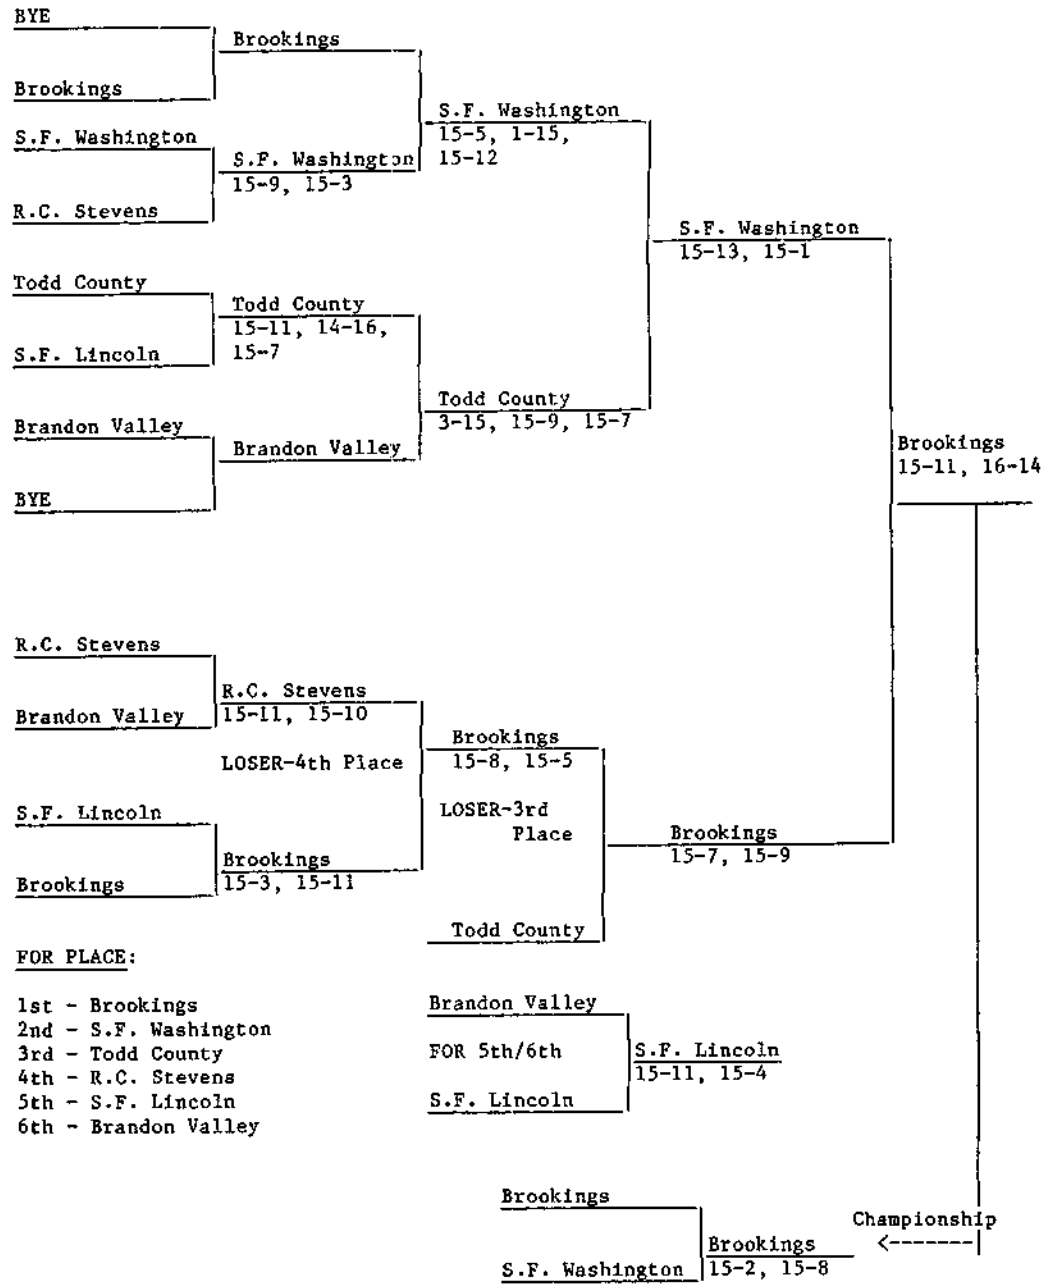 BYE
Brookings
Brookings
S.F. Washington
15-5, 1-15,
15-12
S.F. Washington
S.F. Washington
15-9, 15-3
R.C. Stevens
S.F. Washington
15-13, 15-1
Todd County
Todd County
15-11, 14-16,
15-7
S.F. Lincoln
Todd County
3-15, 15-9, 15-7
Brandon Valley
Brandon Valley
BYE
Brookings
15-11, 16-14
R.C. Stevens
R.C. Stevens
15-11, 15-10
Brandon Valley
LOSER-4th Place
Brookings
15-8, 15-5
LOSER-3rd
Place
S.F. Lincoln
Brookings
15-3, 15-11
Brookings
Brookings
15-7, 15-9
Todd County
FOR PLACE:
1st - Brookings
2nd - S.F. Washington
3rd - Todd County
4th - R.C. Stevens
5th - S.F. Lincoln
6th - Brandon Valley
Brandon Valley
FOR 5th/6th
S.F. Lincoln
15-11, 15-4
S.F. Lincoln
Brookings
Championship
<-------
Brookings
15-2, 15-8
S.F. Washington